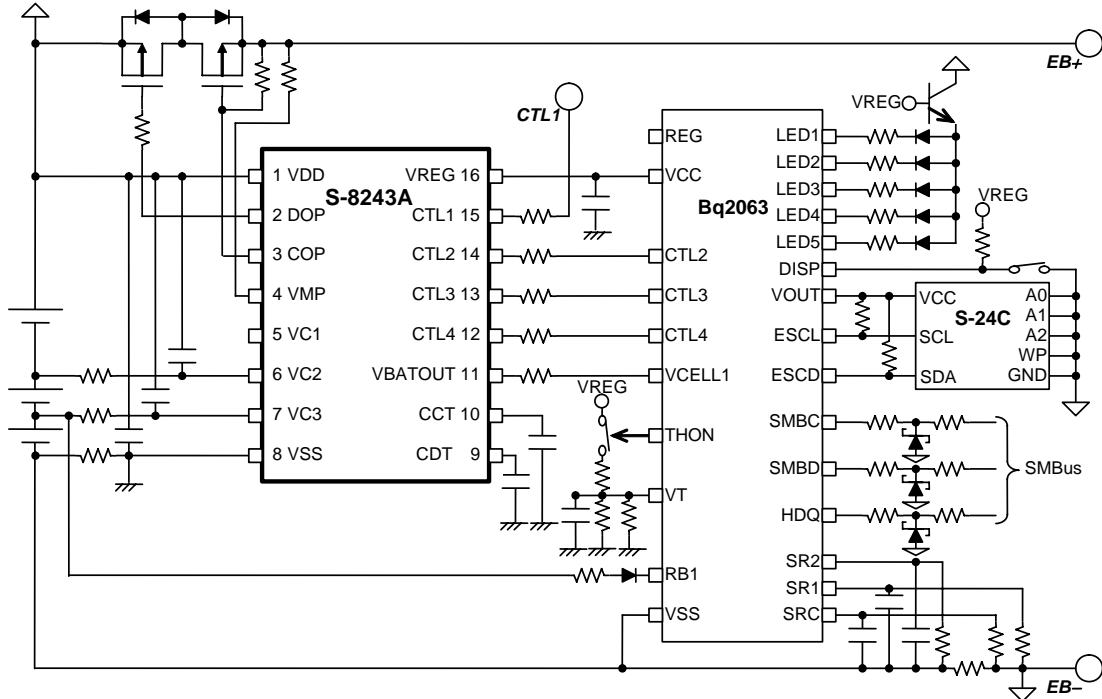 EB+
CTL1
VREG
S-8243A
1 VDD
2 DOP
3 COP
4 VMP
5 VC1
6 VC2
7 VC3
8 VSS
VREG 16
CTL1 15
CTL2 14
CTL3 13
CTL4 12
VBATOUT 11
CCT 10
CDT 9
VREG
Bq2063
REG
VCC
CTL2
CTL3
CTL4
VCELL1
THON
VT
RB1
VSS
LED1
LED2
LED3
LED4
LED5
DISP
VOUT
ESCL
ESCD
SMBC
SMBD
HDQ
SR2
SR1
SRC
VREG
S-24C
VCC
SCL
SDA
A0
A1
A2
WP
GND
SMBus
EB−